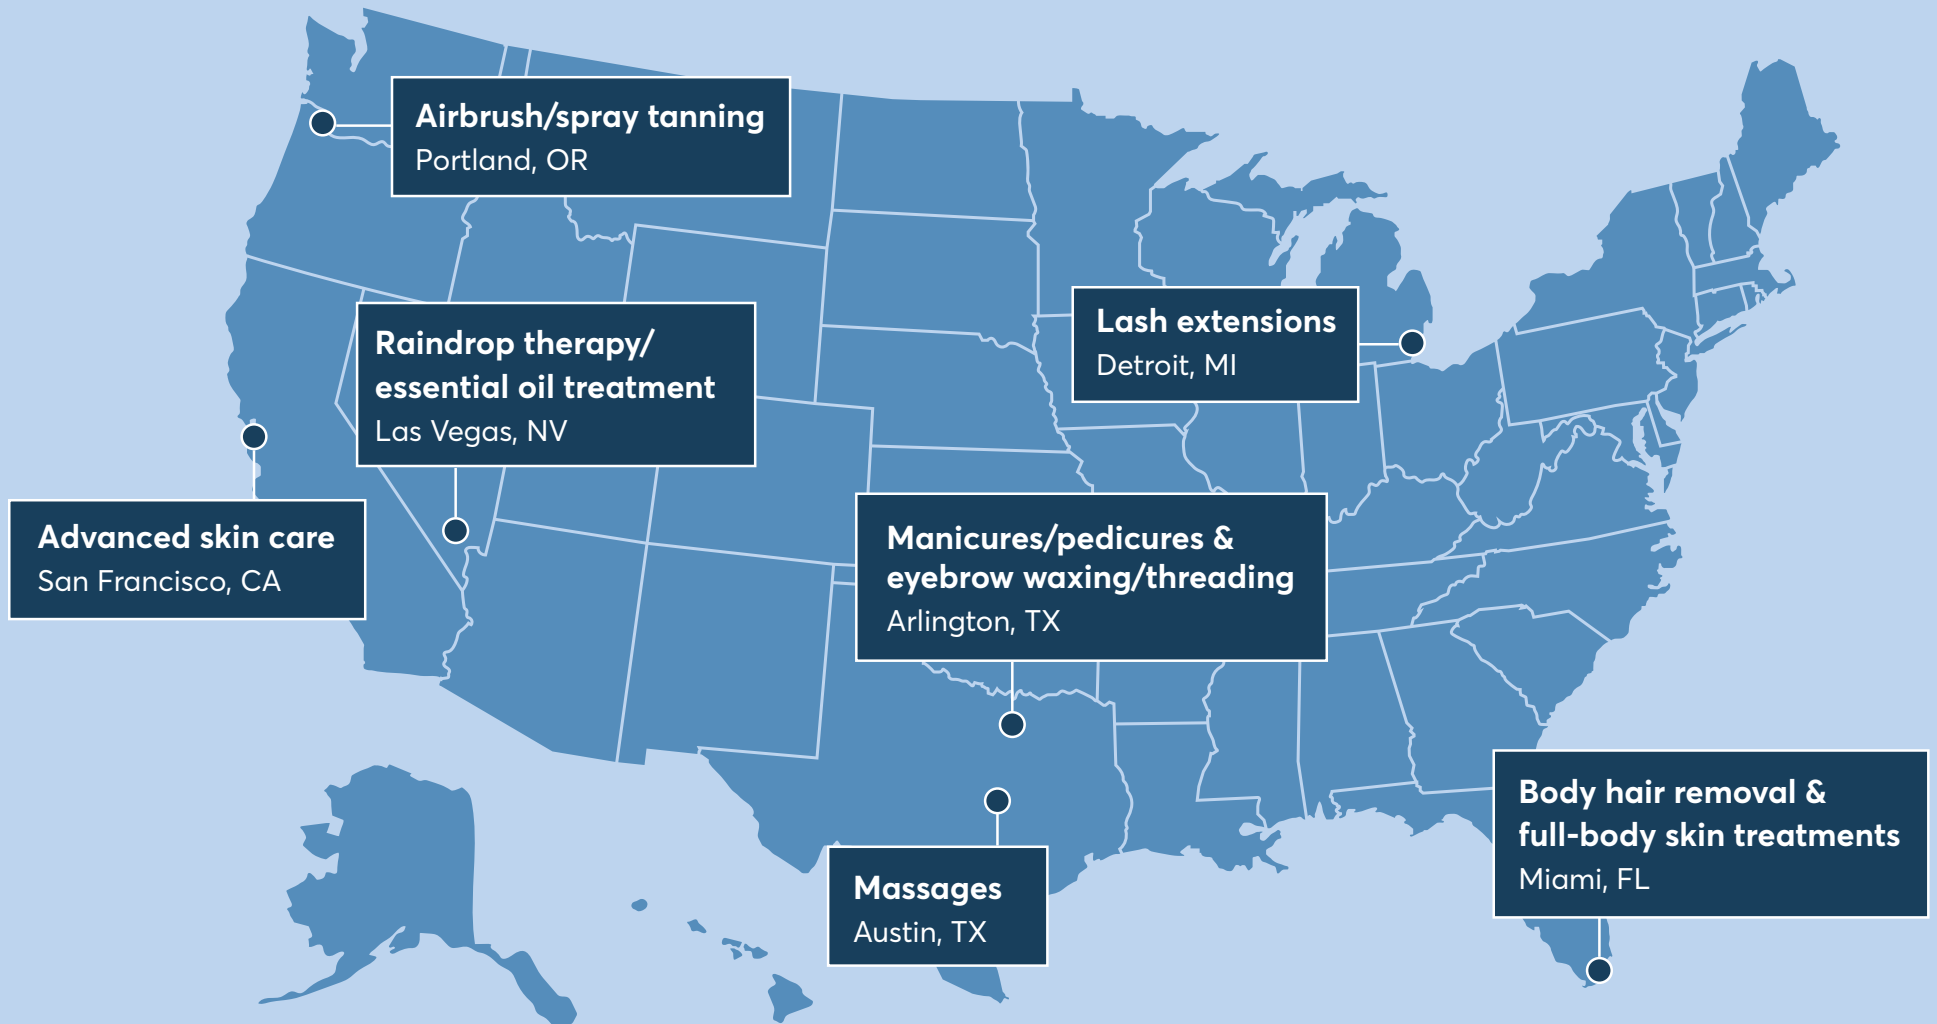 Airbrush/spray tanning
Portland, OR
Raindrop therapy/
essential oil treatment
Las Vegas, NV
Lash extensions
Detroit, MI
Advanced skin care
San Francisco, CA
Manicures/pedicures &
eyebrow waxing/threading
Arlington, TX
Body hair removal &
full-body skin treatments
Miami, FL
Massages
Austin, TX